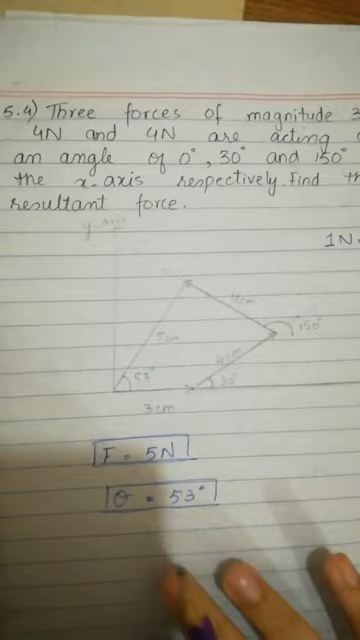 5.4) Three forces of magnitude 3
4N and 4N are acting
an angle of 0°, 30° and 150°
the x-axis respectively. Find th
resultant force.
y-axis
1N
4cm
150°
5cm
4cm
53°
30°
3cm
F = 5N
θ = 53°